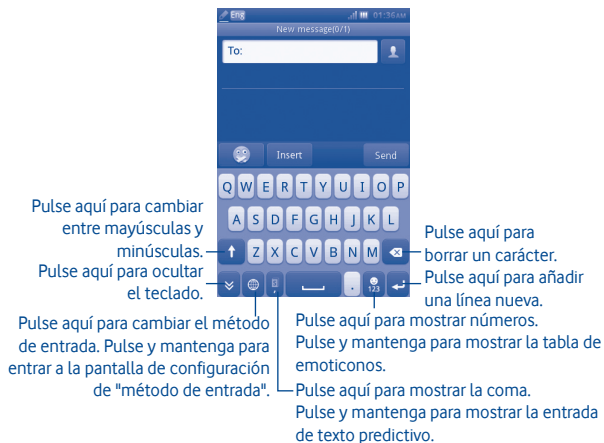 Eng 01:36AM
New message(0/1)
To:
Insert Send
Q W E R T Y U I O P
A S D F G H J K L
Z X C V B N M
, . 123
Pulse aquí para cambiar
entre mayúsculas y
minúsculas.
Pulse aquí para ocultar
el teclado.
Pulse aquí para cambiar el método
de entrada. Pulse y mantenga para
entrar a la pantalla de configuración
de "método de entrada".
Pulse aquí para
borrar un carácter.
Pulse aquí para añadir
una línea nueva.
Pulse aquí para mostrar números.
Pulse y mantenga para mostrar la tabla de
emoticonos.
Pulse aquí para mostrar la coma.
Pulse y mantenga para mostrar la entrada
de texto predictivo.